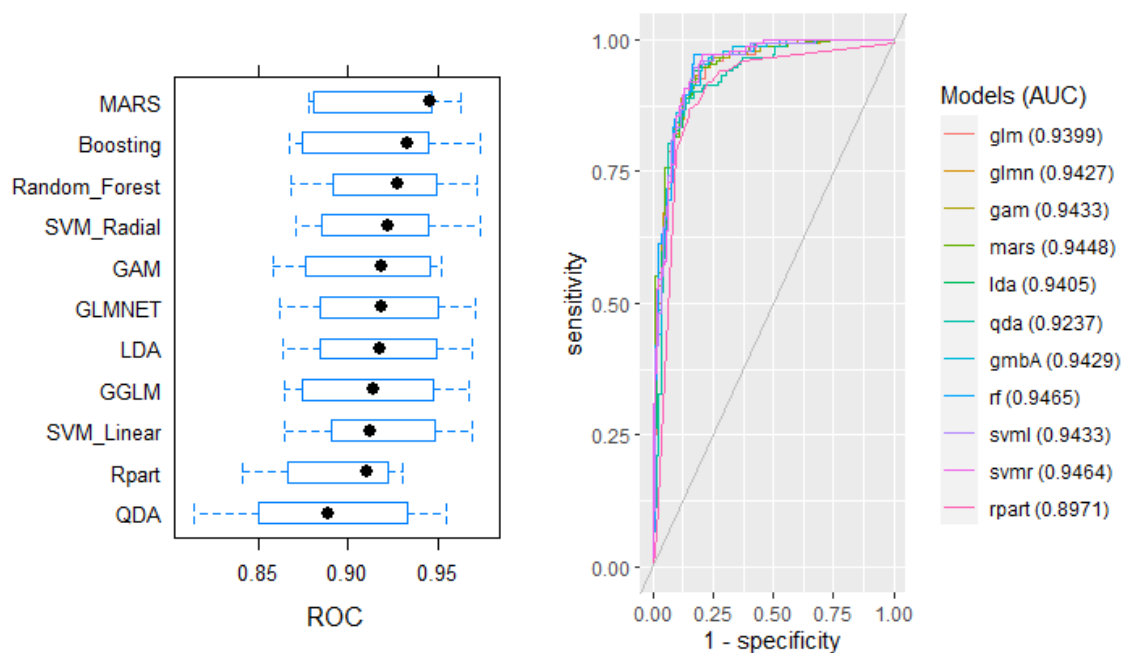 MARS
Boosting
Random_Forest
SVM_Radial
GAM
GLMNET
LDA
GGLM
SVM_Linear
Rpart
QDA
0.85 0.90 0.95
ROC
1.00
0.75
0.50
0.25
0.00
sensitivity
0.00 0.25 0.50 0.75 1.00
1 - specificity
Models (AUC)
glm (0.9399)
glmn (0.9427)
gam (0.9433)
mars (0.9448)
lda (0.9405)
qda (0.9237)
gmbA (0.9429)
rf (0.9465)
svml (0.9433)
svmr (0.9464)
rpart (0.8971)